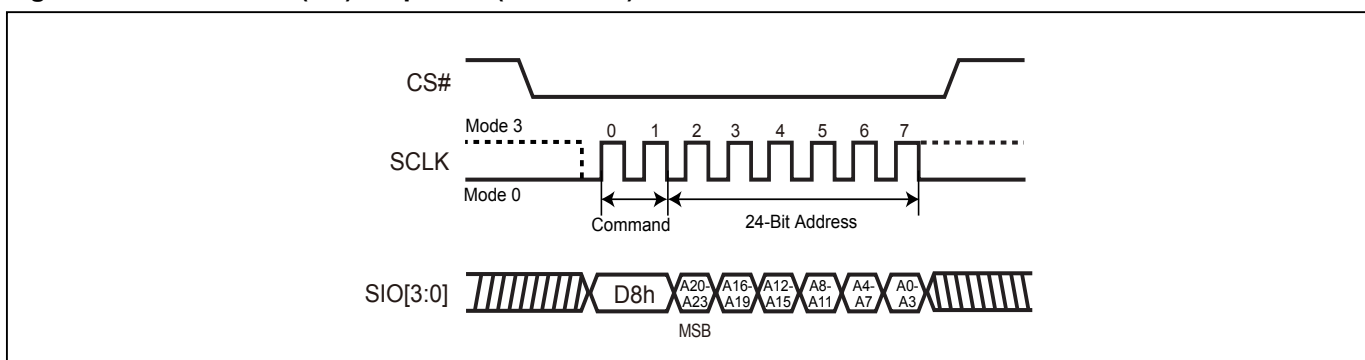 CS#
Mode 3
0 1 2 3 4 5 6 7
SCLK
Mode 0
Command
24-Bit Address
SIO[3:0]
D8h
A20-
A23
A16-
A19
A12-
A15
A8-
A11
A4-
A7
A0-
A3
MSB